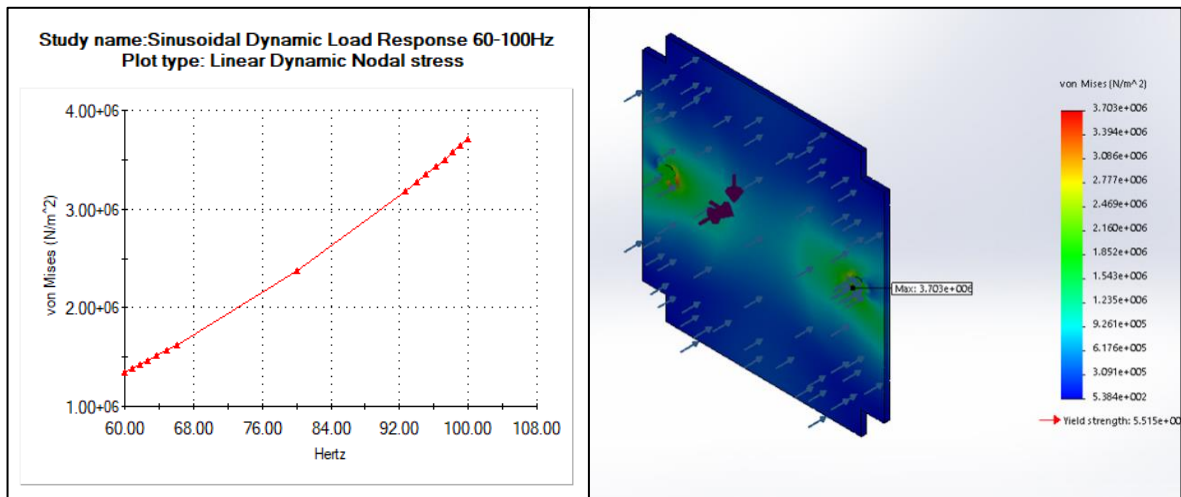 Study name:Sinusoidal Dynamic Load Response 60-100Hz
Plot type: Linear Dynamic Nodal stress
4.00+06
3.00+06
2.00+06
1.00+06
von Mises (N/m^2)
60.00 68.00 76.00 84.00 92.00 100.00 108.00
Hertz
von Mises (N/m^2)
3.703e+006
3.394e+006
3.086e+006
2.777e+006
2.469e+006
2.160e+006
1.852e+006
1.543e+006
1.235e+006
9.261e+005
6.176e+005
3.091e+005
5.384e+002
Yield strength: 5.515e+00
Max: 3.703e+006